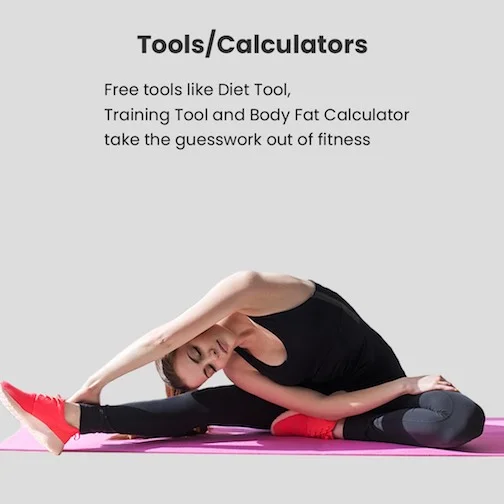 Tools/Calculators
Free tools like Diet Tool,
Training Tool and Body Fat Calculator
take the guesswork out of fitness